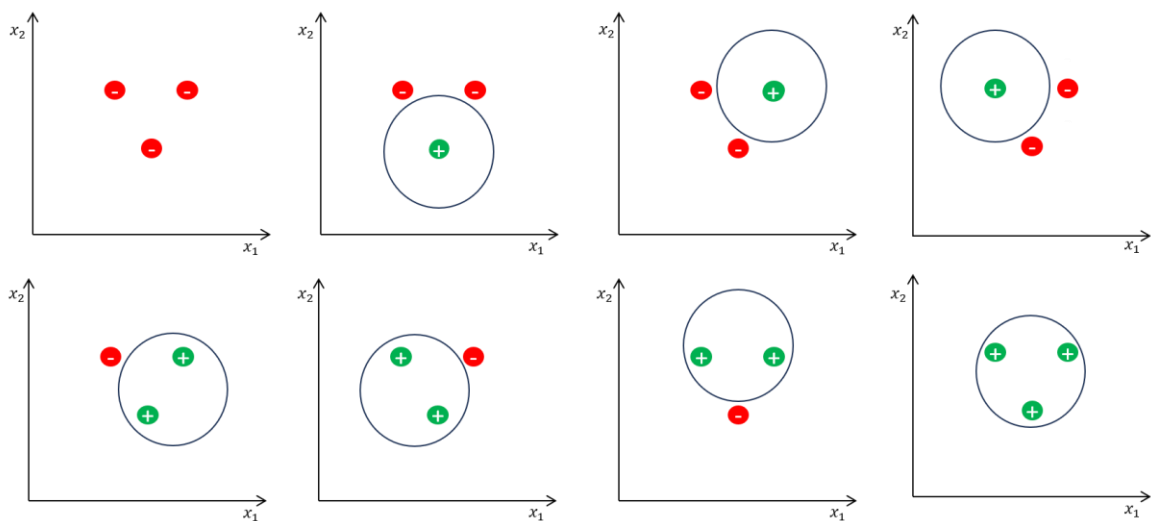 x₂ x₂ x₂ x₂
- - - - - + + -
- + - -
x₁ x₁ x₁ x₁
x₂ x₂ x₂ x₂
- + + - + + + +
+ + - +
x₁ x₁ x₁ x₁